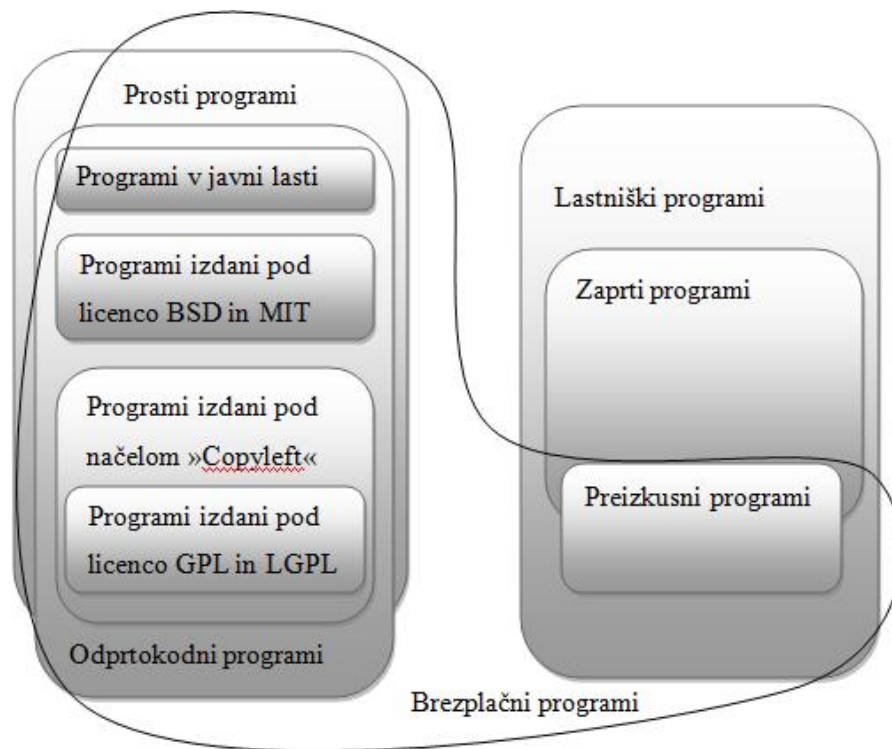 Prosti programi
Programi v javni lasti
Programi izdani pod
licenco BSD in MIT
Programi izdani pod
načelom »Copyleft«
Programi izdani pod
licenco GPL in LGPL
Odprtokodni programi
Lastniški programi
Zaprti programi
Preizkusni programi
Brezplačni programi